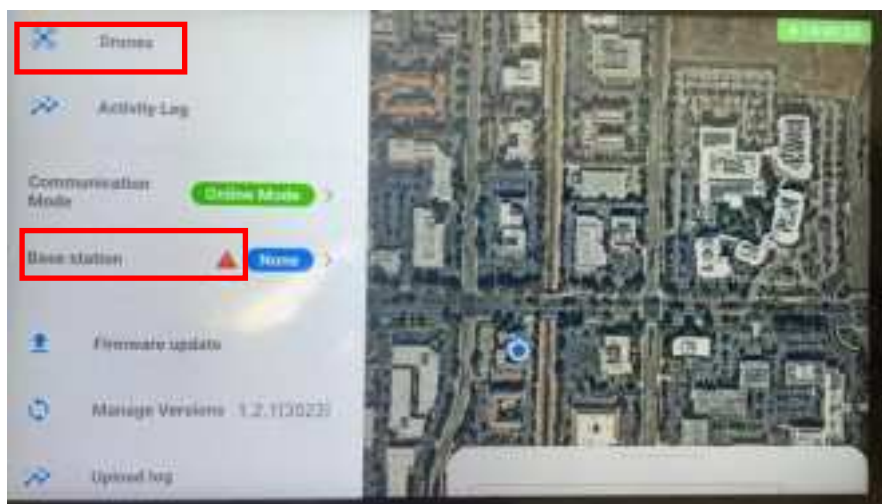 Drones
Activity Log
Communication
Mode
Online Mode
Base station
None
Firmware update
Manage Versions
Upload log